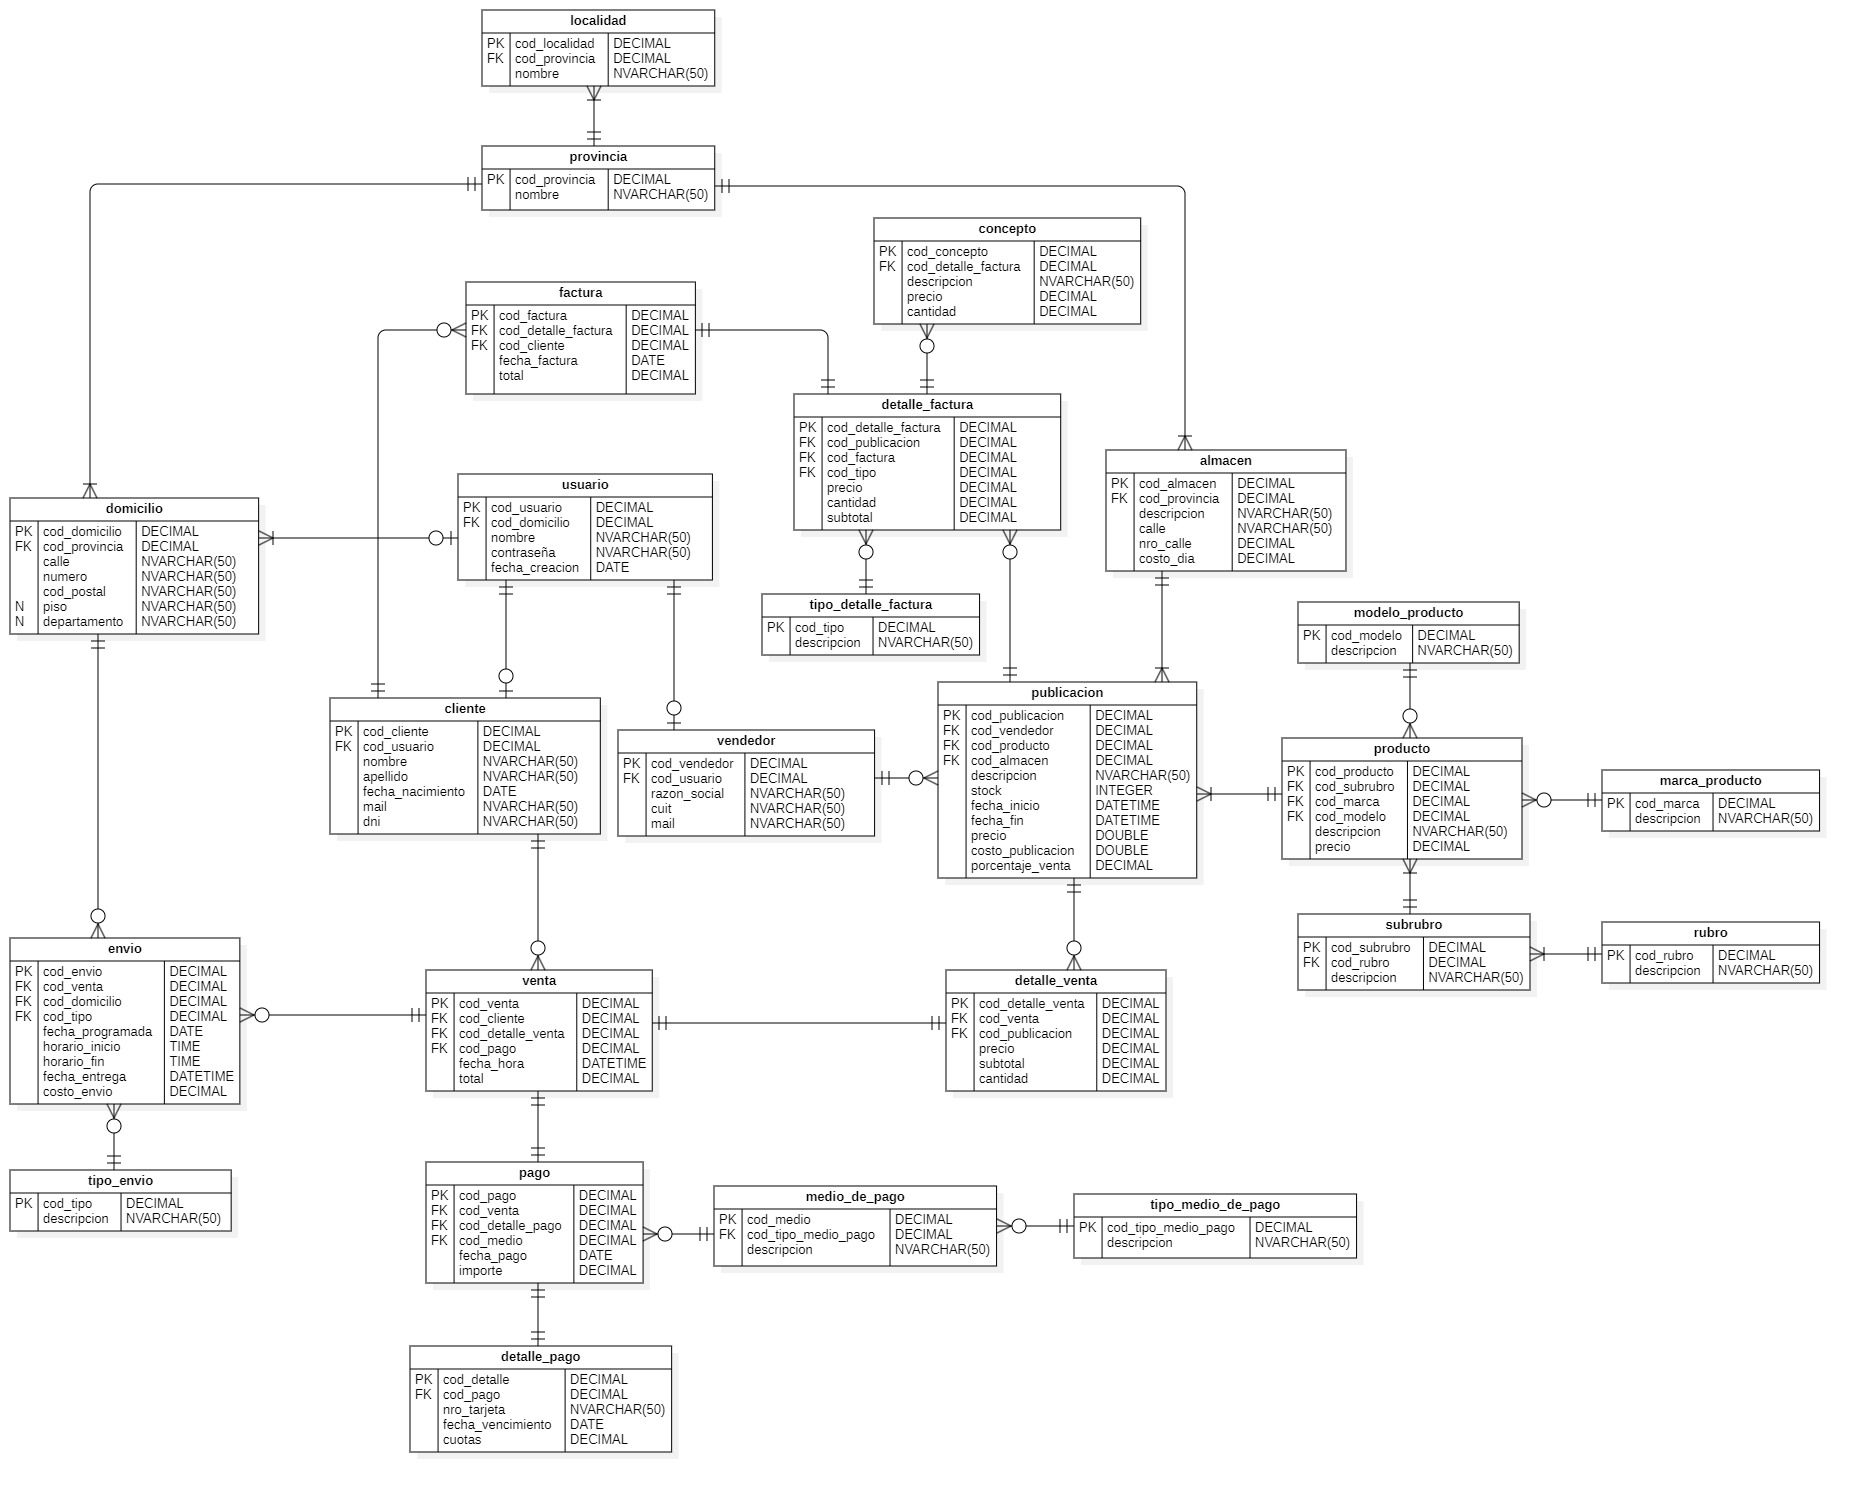 localidad
PK cod_localidad DECIMAL
FK cod_provincia DECIMAL
nombre NVARCHAR(50)
provincia
PK cod_provincia DECIMAL
nombre NVARCHAR(50)
concepto
PK cod_concepto DECIMAL
FK cod_detalle_factura DECIMAL
descripcion NVARCHAR(50)
precio DECIMAL
cantidad DECIMAL
factura
PK cod_factura DECIMAL
FK cod_detalle_factura DECIMAL
FK cod_cliente DECIMAL
fecha_factura DATE
total DECIMAL
detalle_factura
PK cod_detalle_factura DECIMAL
FK cod_publicacion DECIMAL
FK cod_factura DECIMAL
FK cod_tipo DECIMAL
precio DECIMAL
cantidad DECIMAL
subtotal DECIMAL
almacen
PK cod_almacen DECIMAL
FK cod_provincia DECIMAL
descripcion NVARCHAR(50)
calle NVARCHAR(50)
nro_calle DECIMAL
costo_dia DECIMAL
domicilio
PK cod_domicilio DECIMAL
FK cod_provincia DECIMAL
calle NVARCHAR(50)
numero NVARCHAR(50)
cod_postal NVARCHAR(50)
N piso NVARCHAR(50)
N departamento NVARCHAR(50)
usuario
PK cod_usuario DECIMAL
FK cod_domicilio DECIMAL
nombre NVARCHAR(50)
contraseña NVARCHAR(50)
fecha_creacion DATE
tipo_detalle_factura
PK cod_tipo DECIMAL
descripcion NVARCHAR(50)
modelo_producto
PK cod_modelo DECIMAL
descripcion NVARCHAR(50)
cliente
PK cod_cliente DECIMAL
FK cod_usuario DECIMAL
nombre NVARCHAR(50)
apellido NVARCHAR(50)
fecha_nacimiento DATE
mail NVARCHAR(50)
dni NVARCHAR(50)
vendedor
PK cod_vendedor DECIMAL
FK cod_usuario DECIMAL
razon_social NVARCHAR(50)
cuit NVARCHAR(50)
mail NVARCHAR(50)
publicacion
PK cod_publicacion DECIMAL
FK cod_vendedor DECIMAL
FK cod_producto DECIMAL
FK cod_almacen DECIMAL
descripcion NVARCHAR(50)
stock INTEGER
fecha_inicio DATETIME
fecha_fin DATETIME
precio DOUBLE
costo_publicacion DOUBLE
porcentaje_venta DECIMAL
producto
PK cod_producto DECIMAL
FK cod_subrubro DECIMAL
FK cod_marca DECIMAL
FK cod_modelo DECIMAL
descripcion NVARCHAR(50)
precio DECIMAL
marca_producto
PK cod_marca DECIMAL
descripcion NVARCHAR(50)
subrubro
PK cod_subrubro DECIMAL
FK cod_rubro DECIMAL
descripcion NVARCHAR(50)
rubro
PK cod_rubro DECIMAL
descripcion NVARCHAR(50)
envio
PK cod_envio DECIMAL
FK cod_venta DECIMAL
FK cod_domicilio DECIMAL
FK cod_tipo DECIMAL
fecha_programada DATE
horario_inicio TIME
horario_fin TIME
fecha_entrega DATETIME
costo_envio DECIMAL
venta
PK cod_venta DECIMAL
FK cod_cliente DECIMAL
FK cod_detalle_venta DECIMAL
FK cod_pago DECIMAL
fecha_hora DATETIME
total DECIMAL
detalle_venta
PK cod_detalle_venta DECIMAL
FK cod_venta DECIMAL
FK cod_publicacion DECIMAL
precio DECIMAL
subtotal DECIMAL
cantidad DECIMAL
tipo_envio
PK cod_tipo DECIMAL
descripcion NVARCHAR(50)
pago
PK cod_pago DECIMAL
FK cod_venta DECIMAL
FK cod_detalle_pago DECIMAL
FK cod_medio DECIMAL
fecha_pago DATE
importe DECIMAL
medio_de_pago
PK cod_medio DECIMAL
FK cod_tipo_medio_pago DECIMAL
descripcion NVARCHAR(50)
tipo_medio_de_pago
PK cod_tipo_medio_pago DECIMAL
descripcion NVARCHAR(50)
detalle_pago
PK cod_detalle DECIMAL
FK cod_pago DECIMAL
nro_tarjeta NVARCHAR(50)
fecha_vencimiento DATE
cuotas DECIMAL